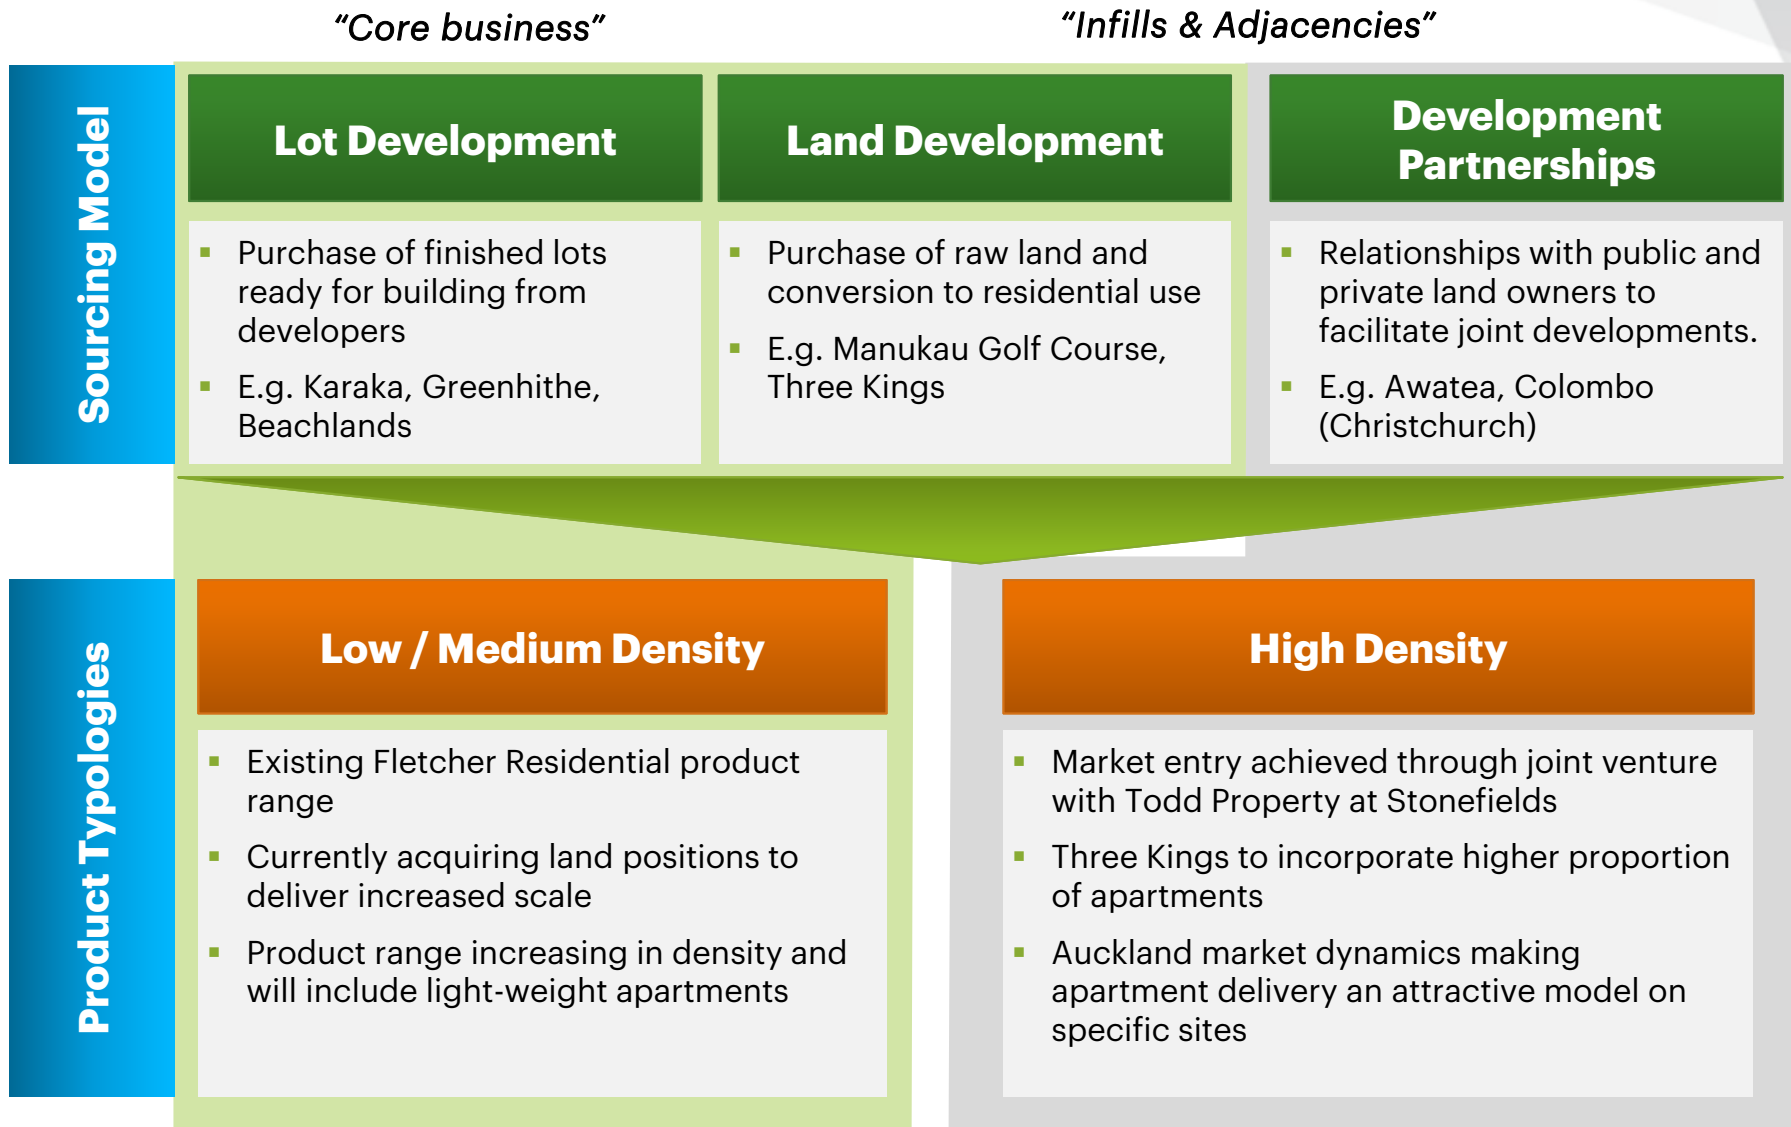 “Core business”
“Infills & Adjacencies”
Sourcing Model
Lot Development
▪ Purchase of finished lots
ready for building from
developers
▪ E.g. Karaka, Greenhithe,
Beachlands
Land Development
▪ Purchase of raw land and
conversion to residential use
▪ E.g. Manukau Golf Course,
Three Kings
Development
Partnerships
▪ Relationships with public and
private land owners to
facilitate joint developments.
▪ E.g. Awatea, Colombo
(Christchurch)
Product Typologies
Low / Medium Density
▪ Existing Fletcher Residential product
range
▪ Currently acquiring land positions to
deliver increased scale
▪ Product range increasing in density and
will include light-weight apartments
High Density
▪ Market entry achieved through joint venture
with Todd Property at Stonefields
▪ Three Kings to incorporate higher proportion
of apartments
▪ Auckland market dynamics making
apartment delivery an attractive model on
specific sites